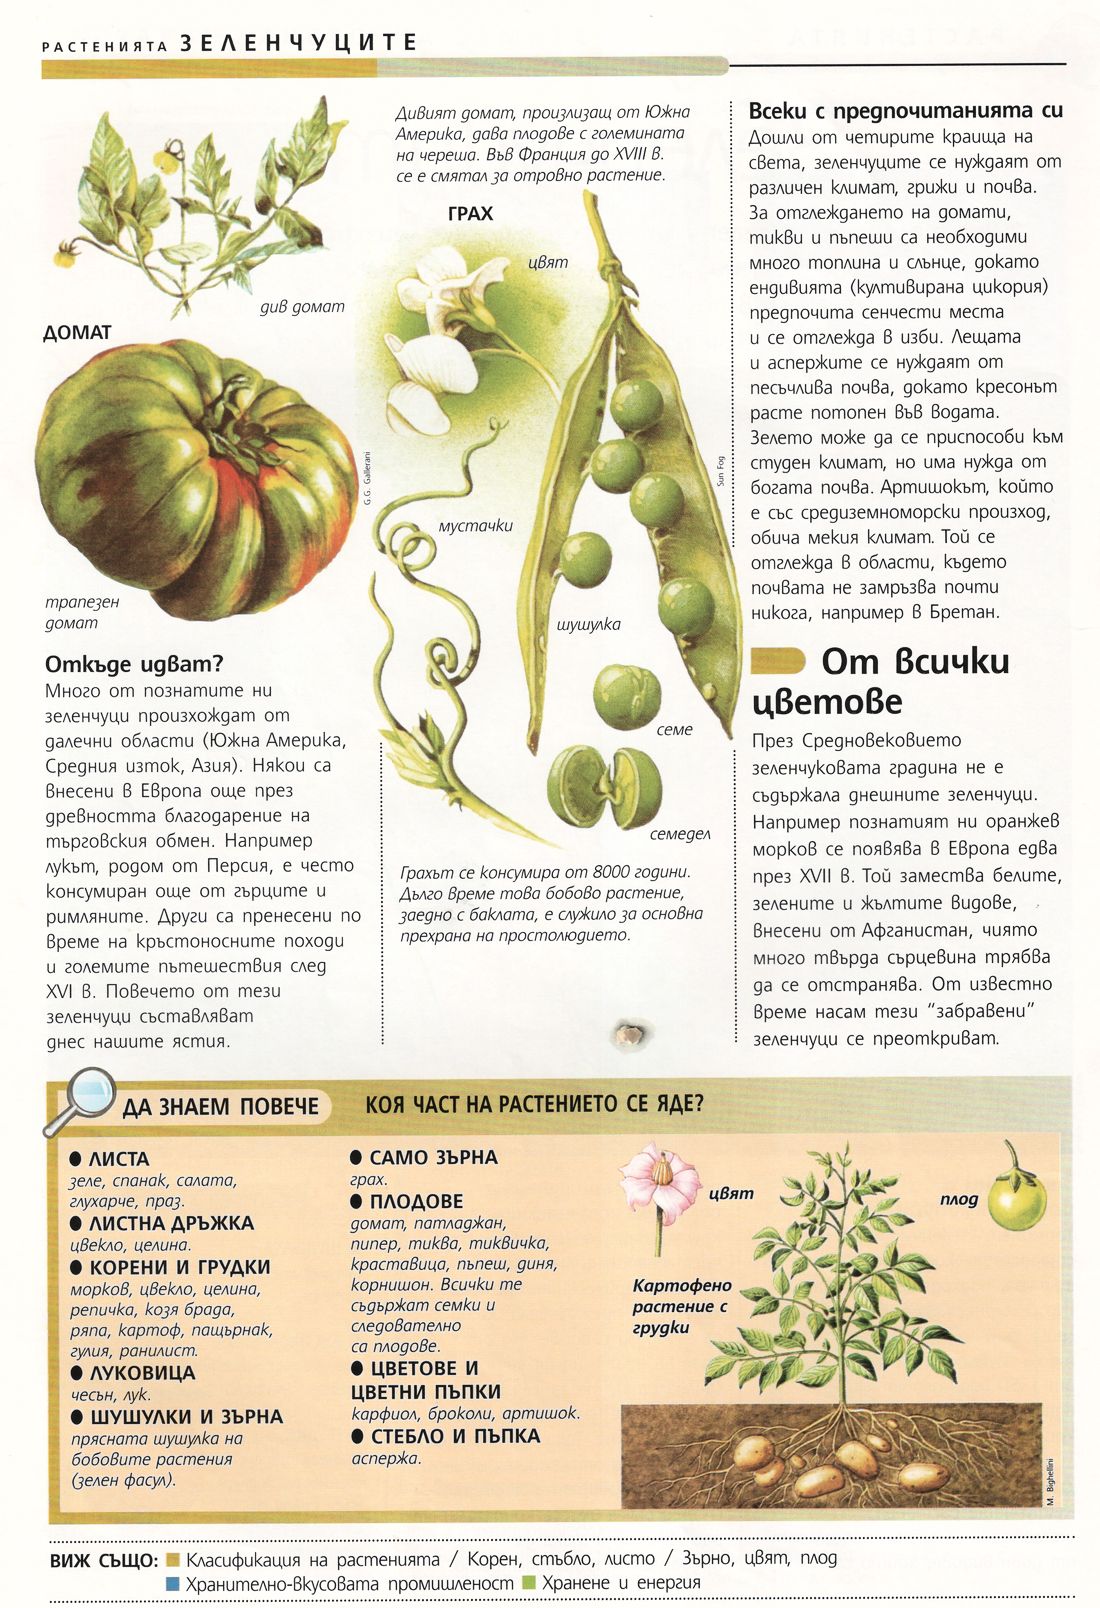 РАСТЕНИЯТА ЗЕЛЕНЧУЦИТЕ
Дивият домат, произлизащ от Южна
Америка, дава плодове с големината
на череша. Във Франция до XVIII в.
се е смятал за отровно растение.
див домат
ДОМАТ
трапезен
домат
G.G. Gallerani
ГРАХ
цвят
мустачки
шушулка
семе
семедел
Sun Fog
Грахът се консумира от 8000 години.
Дълго време това бобово растение,
заедно с баклата, е служило за основна
прехрана на простолюдието.
Откъде идват?
Много от познатите ни
зеленчуци произхождат от
далечни области (Южна Америка,
Средния изток, Азия). Някои са
внесени в Европа още през
древността благодарение на
търговския обмен. Например
лукът, родом от Персия, е често
консумиран още от гърците и
римляните. Други са пренесени по
време на кръстоносните походи
и големите пътешествия след
XVI в. Повечето от тези
зеленчуци съставляват
днес нашите ястия.
Всеки с предпочитанията си
Дошли от четирите краища на
света, зеленчуците се нуждаят от
различен климат, грижи и почва.
За отглеждането на домати,
тикви и пъпеши са необходими
много топлина и слънце, докато
ендивията (култивирана цикория)
предпочита сенчести места
и се отглежда в изби. Лещата
и аспержите се нуждаят от
песъчлива почва, докато кресонът
расте потопен във водата.
Зелето може да се приспособи към
студен климат, но има нужда от
богата почва. Артишокът, който
е със средиземноморски произход,
обича мекия климат. Той се
отглежда в области, където
почвата не замръзва почти
никога, например в Бретан.
От всички
цветове
През Средновековието
зеленчуковата градина не е
съдържала днешните зеленчуци.
Например познатият ни оранжев
морков се появява в Европа едва
през XVII в. Той замества белите,
зелените и жълтите видове,
внесени от Афганистан, чиято
много твърда сърцевина трябва
да се отстранява. От известно
време насам тези "забравени"
зеленчуци се преоткриват.
ДА ЗНАЕМ ПОВЕЧЕ
КОЯ ЧАСТ НА РАСТЕНИЕТО СЕ ЯДЕ?
● ЛИСТА
зеле, спанак, салата,
глухарче, праз.
● ЛИСТНА ДРЪЖКА
цвекло, целина.
● КОРЕНИ И ГРУДКИ
морков, цвекло, целина,
репичка, козя брада,
ряпа, картоф, пащърнак,
гулия, ранилист.
● ЛУКОВИЦА
чесън, лук.
● ШУШУЛКИ И ЗЪРНА
прясната шушулка на
бобовите растения
(зелен фасул).
● САМО ЗЪРНА
грах.
● ПЛОДОВЕ
домат, патладжан,
пипер, тиква, тиквичка,
краставица, пъпеш, диня,
корнишон. Всички те
съдържат семки и
следователно
са плодове.
● ЦВЕТОВЕ И
ЦВЕТНИ ПЪПКИ
карфиол, броколи, артишок.
● СТЕБЛО И ПЪПКА
аспержа.
цвят
плод
Картофено
растение с
грудки
M. Bighellini
ВИЖ СЪЩО: Класификация на растенията / Корен, стъбло, листо / Зърно, цвят, плод
Хранително-вкусовата промишленост Хранене и енергия